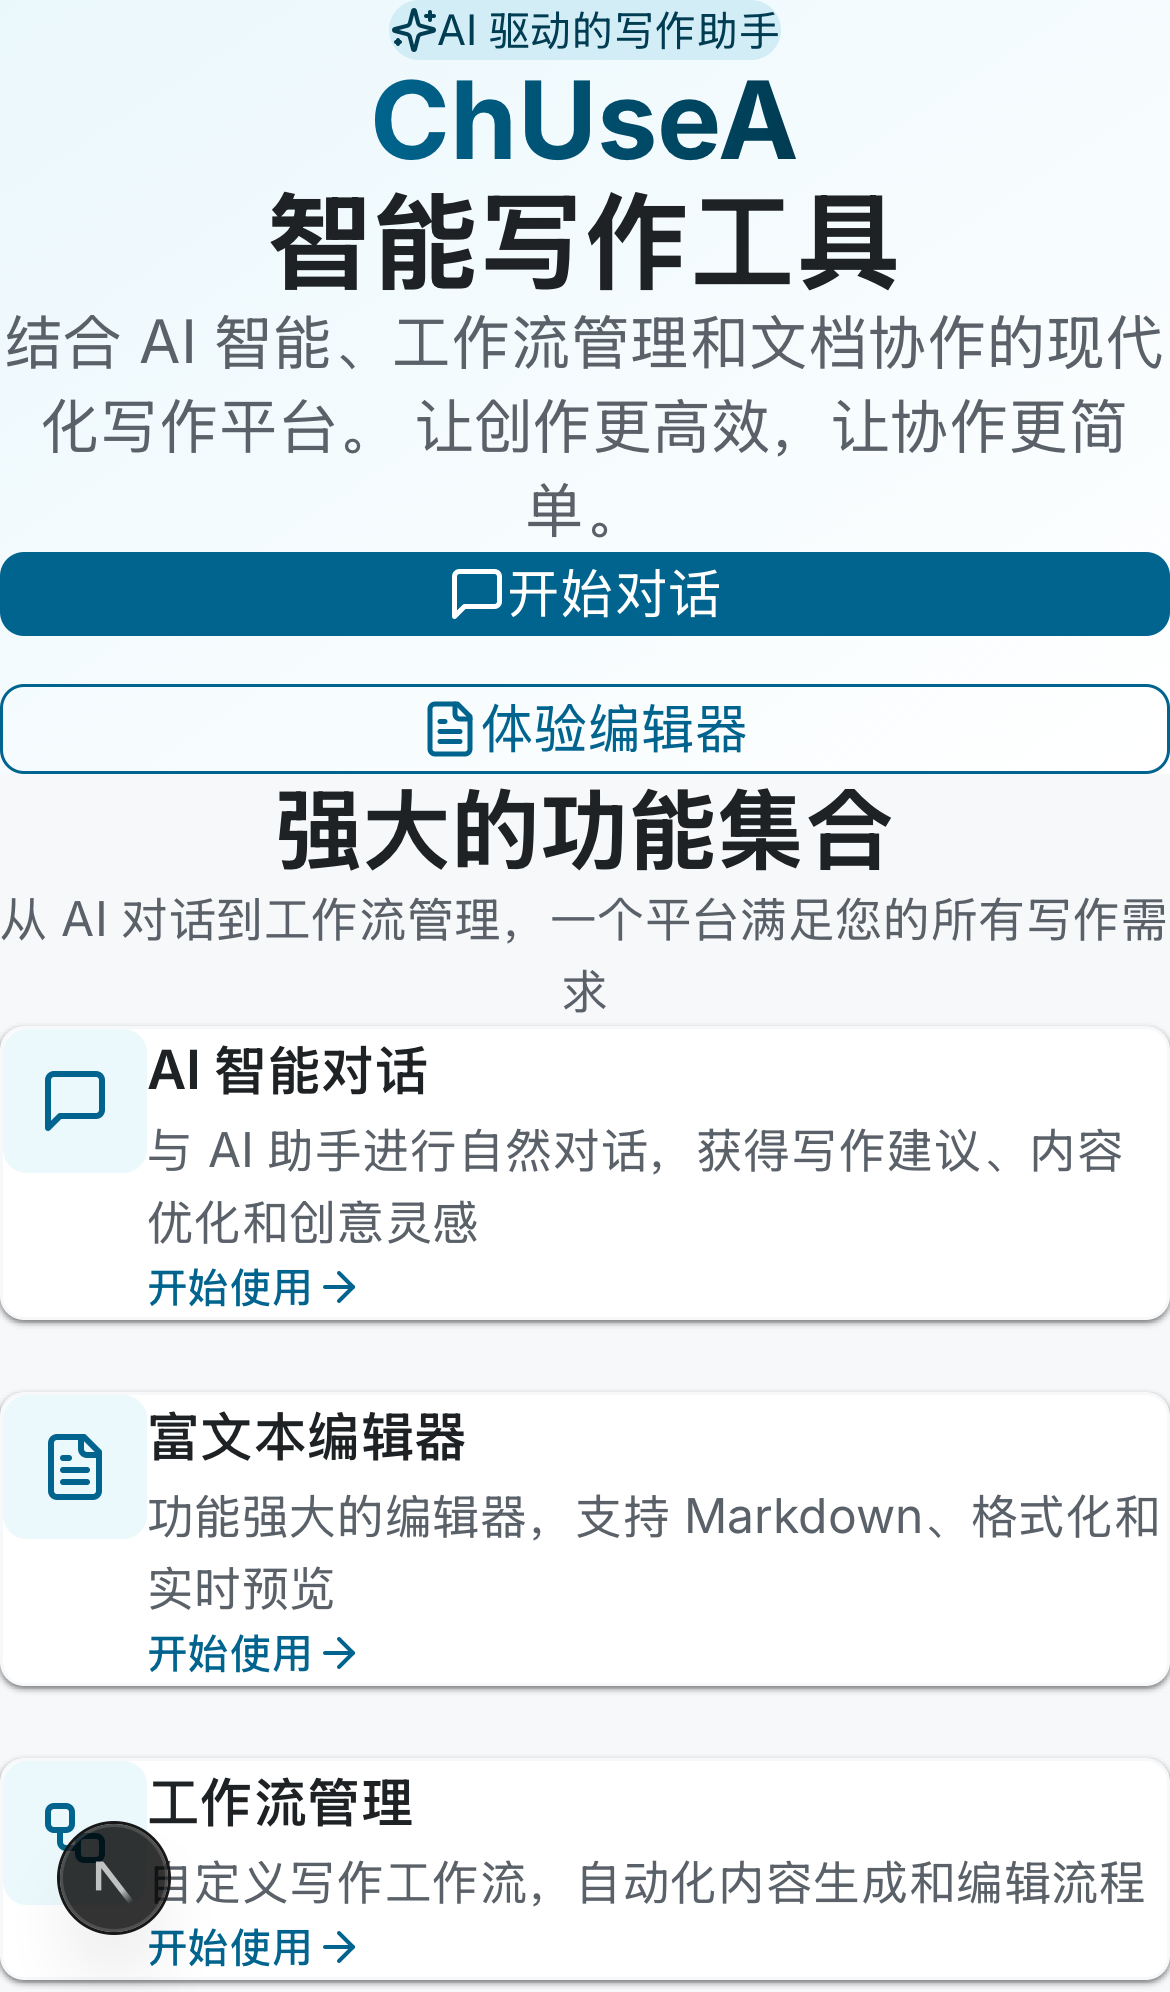 AI 驱动的写作助手
ChUseA
智能写作工具
结合 AI 智能、工作流管理和文档协作的现代
化写作平台。 让创作更高效，让协作更简
单。
开始对话
体验编辑器
强大的功能集合
从 AI 对话到工作流管理，一个平台满足您的所有写作需
求
AI 智能对话
与 AI 助手进行自然对话，获得写作建议、内容
优化和创意灵感
开始使用
富文本编辑器
功能强大的编辑器，支持 Markdown、格式化和
实时预览
开始使用
工作流管理
自定义写作工作流，自动化内容生成和编辑流程
开始使用